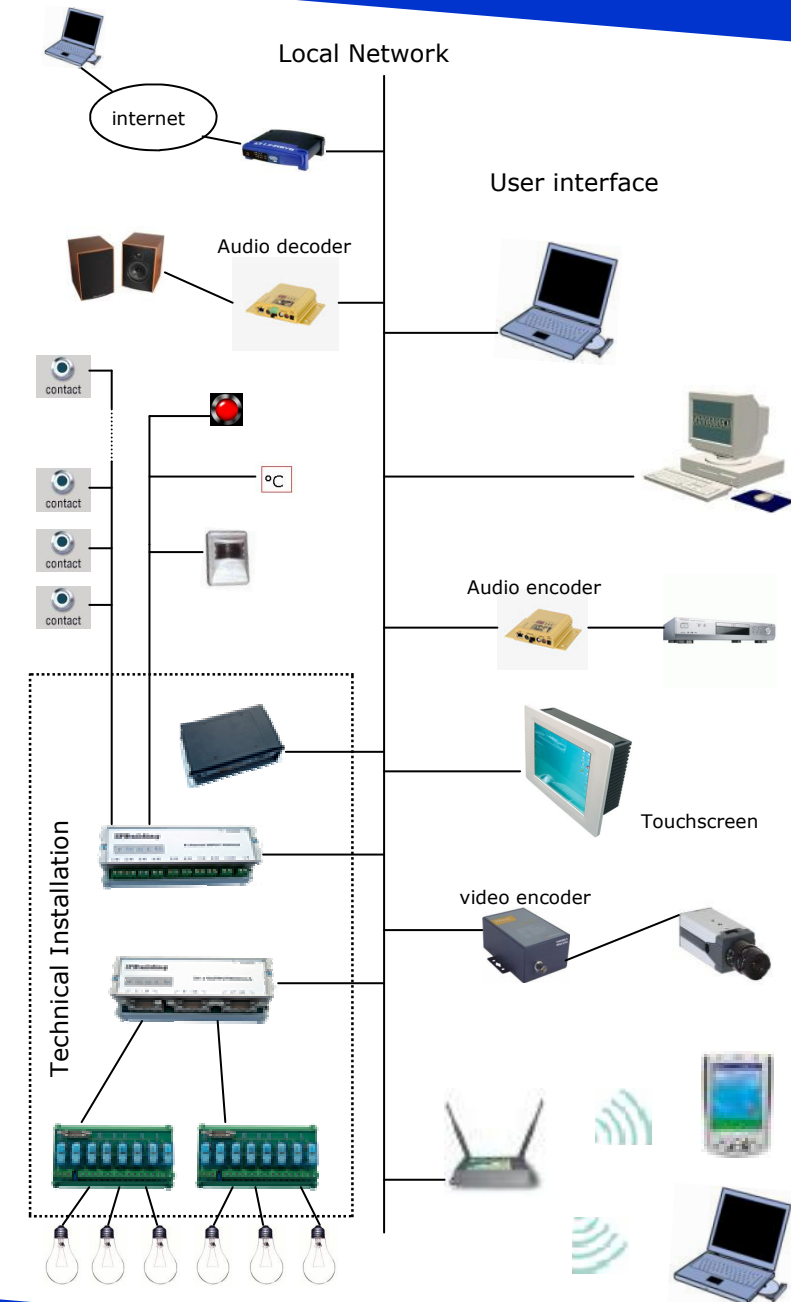 Local Network
internet
User interface
Audio decoder
contact
°C
contact
contact
contact
Audio encoder
Touchscreen
Technical Installation
IPBuilding
video encoder
IPBuilding